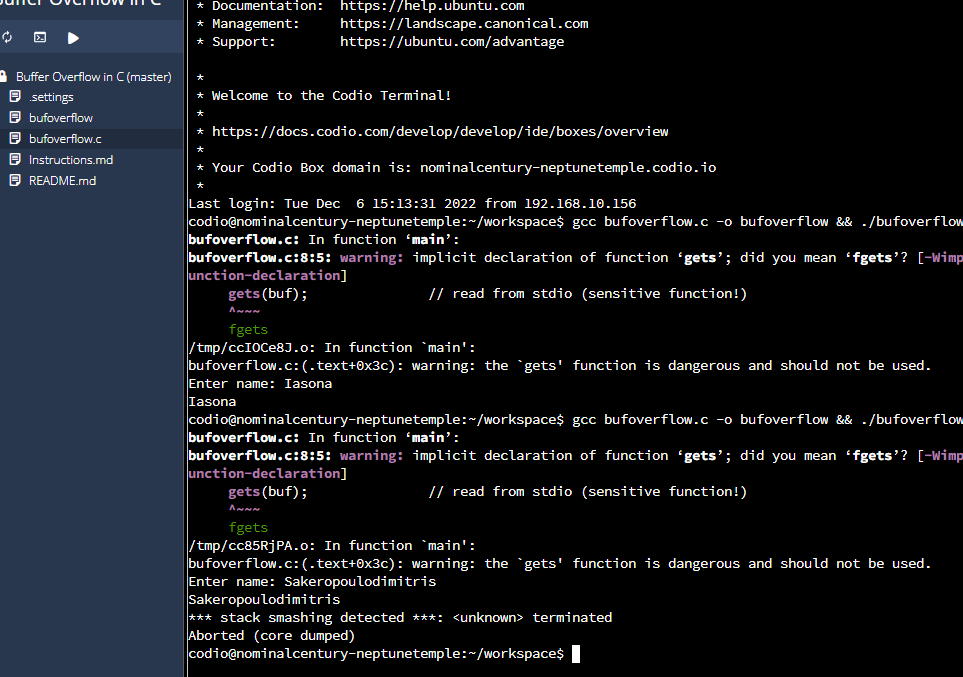 Buffer Overflow in C
Buffer Overflow in C (master)
.settings
bufoverflow
bufoverflow.c
Instructions.md
README.md
* Documentation:  https://help.ubuntu.com
* Management:     https://landscape.canonical.com
* Support:        https://ubuntu.com/advantage
*
* Welcome to the Codio Terminal!
*
* https://docs.codio.com/develop/develop/ide/boxes/overview
*
* Your Codio Box domain is: nominalcentury-neptunetemple.codio.io
*
Last login: Tue Dec  6 15:13:31 2022 from 192.168.10.156
codio@nominalcentury-neptunetemple:~/workspace$ gcc bufoverflow.c -o bufoverflow && ./bufoverflow
bufoverflow.c: In function ‘main’:
bufoverflow.c:8:5: warning: implicit declaration of function ‘gets’; did you mean ‘fgets’? [-Wimp
unction-declaration]
     gets(buf);               // read from stdio (sensitive function!)
     ^~~~
     fgets
/tmp/ccIOCe8J.o: In function `main':
bufoverflow.c:(.text+0x3c): warning: the `gets' function is dangerous and should not be used.
Enter name: Iasona
Iasona
codio@nominalcentury-neptunetemple:~/workspace$ gcc bufoverflow.c -o bufoverflow && ./bufoverflow
bufoverflow.c: In function ‘main’:
bufoverflow.c:8:5: warning: implicit declaration of function ‘gets’; did you mean ‘fgets’? [-Wimp
unction-declaration]
     gets(buf);               // read from stdio (sensitive function!)
     ^~~~
     fgets
/tmp/cc85RjPA.o: In function `main':
bufoverflow.c:(.text+0x3c): warning: the `gets' function is dangerous and should not be used.
Enter name: Sakeropoulodimitris
Sakeropoulodimitris
*** stack smashing detected ***: <unknown> terminated
Aborted (core dumped)
codio@nominalcentury-neptunetemple:~/workspace$